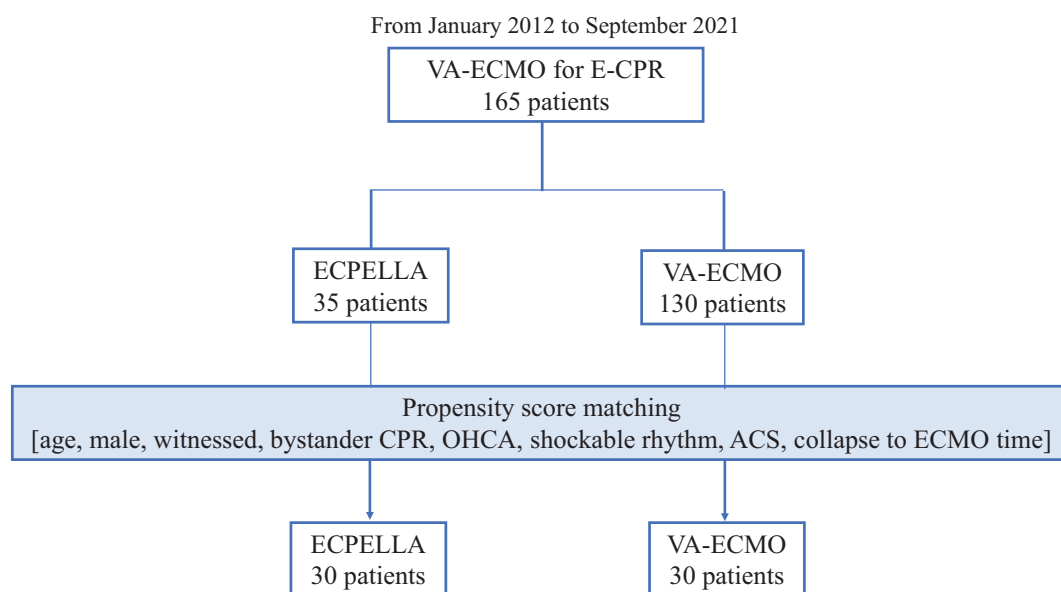 From January 2012 to September 2021
VA-ECMO for E-CPR
165 patients
ECPELLA
35 patients
VA-ECMO
130 patients
Propensity score matching
[age, male, witnessed, bystander CPR, OHCA, shockable rhythm, ACS, collapse to ECMO time]
ECPELLA
30 patients
VA-ECMO
30 patients